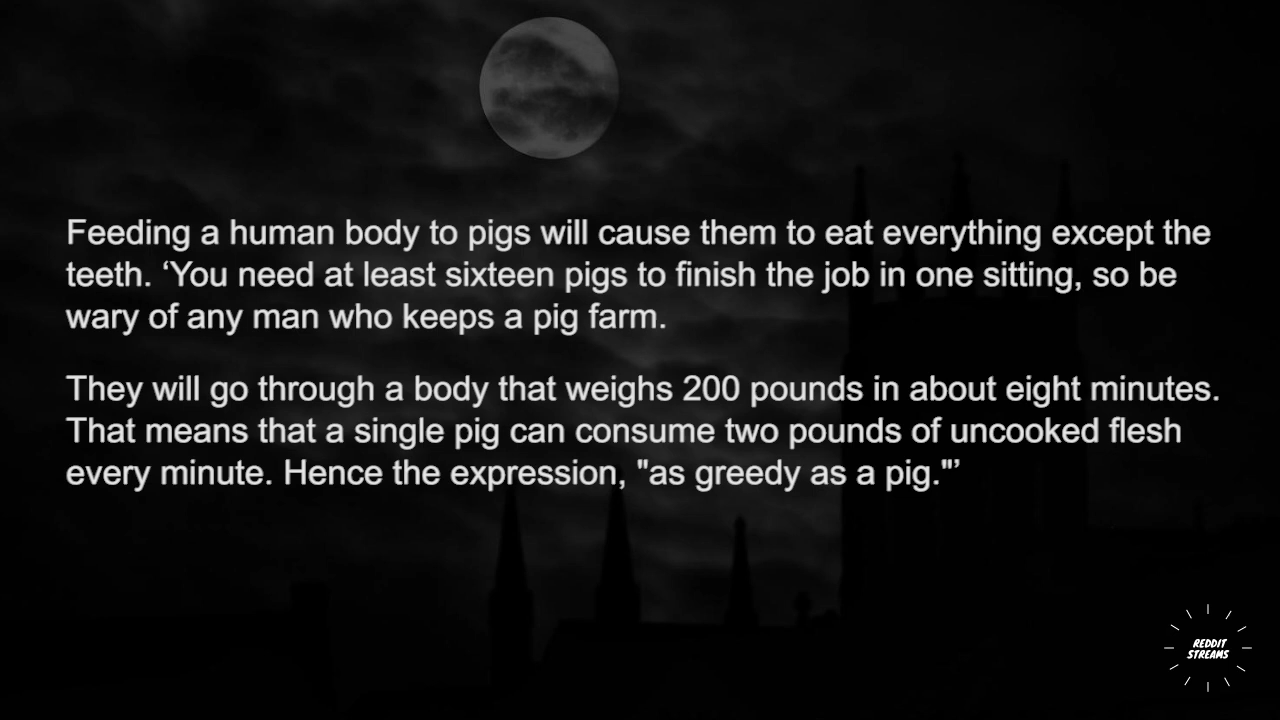 Feeding a human body to pigs will cause them to eat everything except the
teeth. ‘You need at least sixteen pigs to finish the job in one sitting, so be
wary of any man who keeps a pig farm.
They will go through a body that weighs 200 pounds in about eight minutes.
That means that a single pig can consume two pounds of uncooked flesh
every minute. Hence the expression, "as greedy as a pig."’
REDDIT
STREAMS